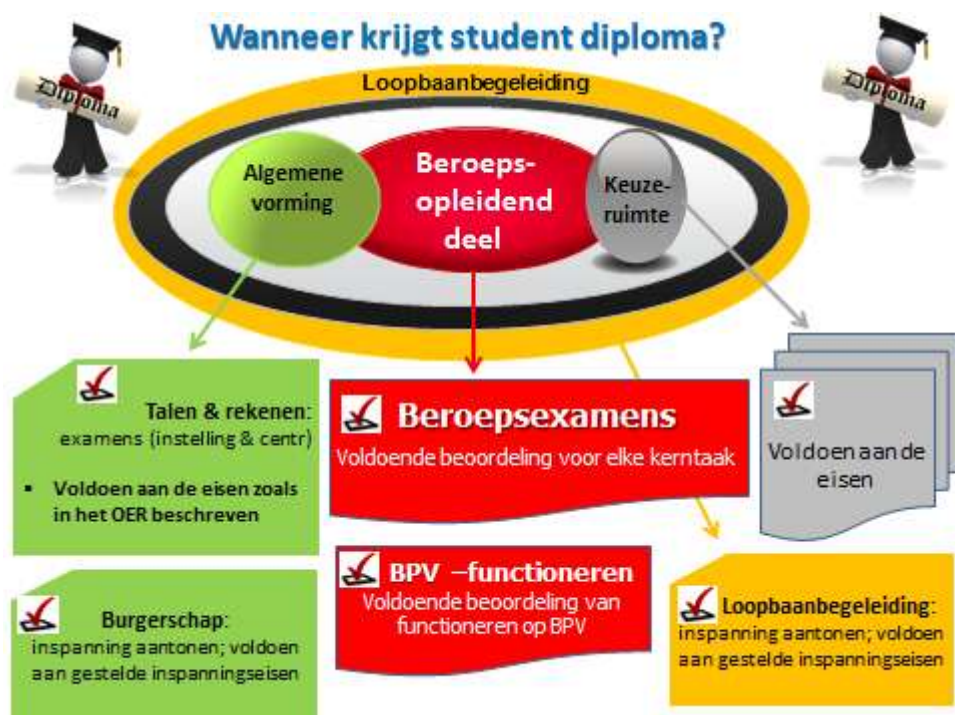 Wanneer krijgt student diploma?
Diploma
Diploma
Loopbaanbegeleiding
Algemene
vorming
Beroeps-
opleidend
deel
Keuze-
ruimte
Talen & rekenen:
examens (instelling & centr)
▪ Voldoen aan de eisen zoals
in het OER beschreven
Beroepsexamens
Voldoende beoordeling voor elke kerntaak
Voldoen aan de
eisen
Burgerschap:
inspanning aantonen; voldoen
aan gestelde inspanningseisen
BPV –functioneren
Voldoende beoordeling van
functioneren op BPV
Loopbaanbegeleiding:
inspanning aantonen; voldoen
aan gestelde inspanningseisen